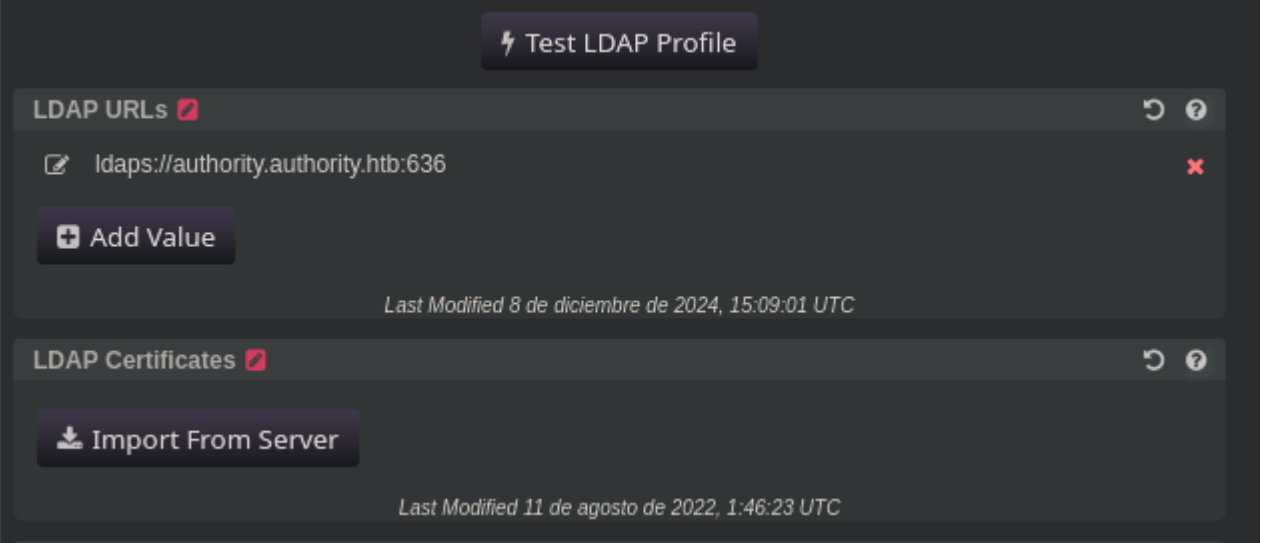 Test LDAP Profile
LDAP URLs
ldaps://authority.authority.htb:636
Add Value
Last Modified 8 de diciembre de 2024, 15:09:01 UTC
LDAP Certificates
Import From Server
Last Modified 11 de agosto de 2022, 1:46:23 UTC